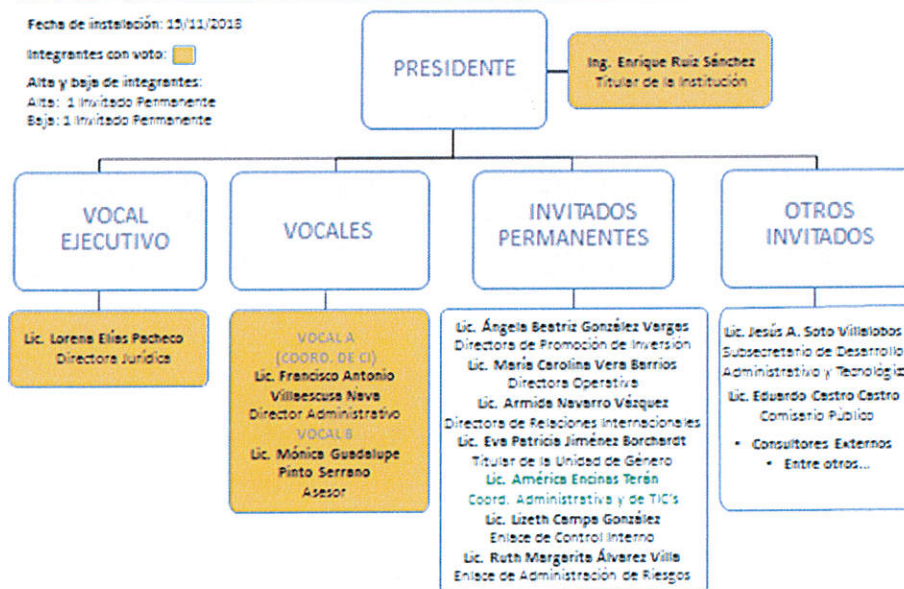 Fecha de instalación: 15/11/2018
Integrantes con voto:
Alta y baja de integrantes:
Alta: 1 Invitado Permanente
Baja: 1 Invitado Permanente
PRESIDENTE
Ing. Enrique Ruiz Sánchez
Titular de la Institución
VOCAL
EJECUTIVO
Lic. Lorena Elías Pacheco
Directora Jurídica
VOCALES
VOCAL A
(COORD. DE CI)
Lic. Francisco Antonio
Villaescusa Nava
Director Administrativo
VOCAL B
Lic. Mónica Guadalupe
Pinto Serrano
Asesor
INVITADOS
PERMANENTES
Lic. Ángela Beatriz González Vargas
Directora de Promoción de Inversión
Lic. María Carolina Vera Barrios
Directora Operativa
Lic. Armida Navarro Vázquez
Directora de Relaciones Internacionales
Lic. Eva Patricia Jiménez Borchardt
Titular de la Unidad de Género
Lic. América Encinas Terán
Coord. Administrativa y de TIC's
Lic. Lizeth Campa González
Enlace de Control Interno
Lic. Ruth Margarita Álvarez Villa
Enlace de Administración de Riesgos
OTROS
INVITADOS
Lic. Jesús A. Soto Villalobos
Subsecretario de Desarrollo
Administrativo y Tecnológic
Lic. Eduardo Castro Castro
Comisario Público
• Consultores Externos
• Entre otros...